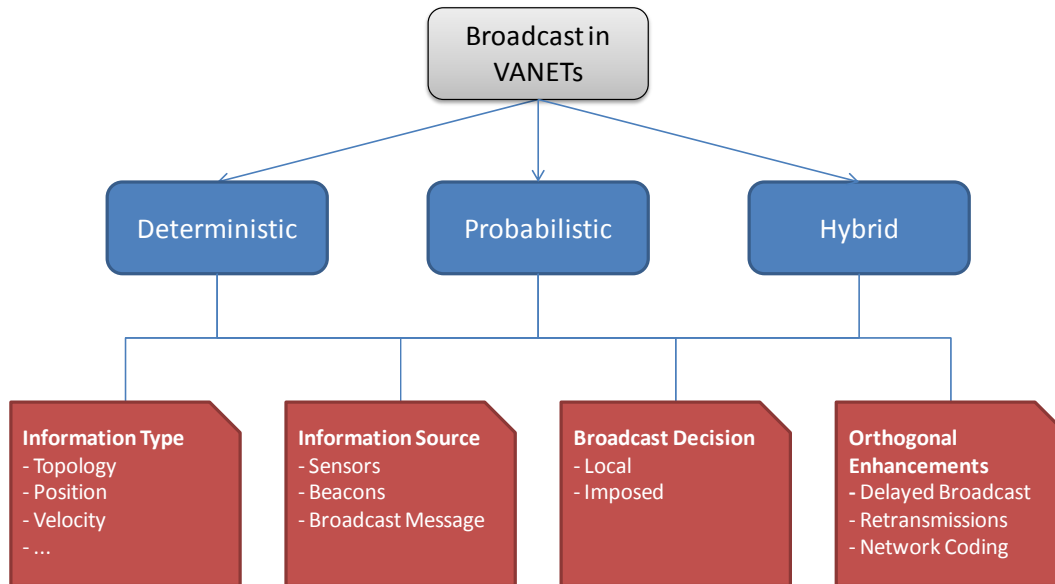 Broadcast in
VANETs
Deterministic
Probabilistic
Hybrid
Information Type
- Topology
- Position
- Velocity
- ...
Information Source
- Sensors
- Beacons
- Broadcast Message
Broadcast Decision
- Local
- Imposed
Orthogonal
Enhancements
- Delayed Broadcast
- Retransmissions
- Network Coding